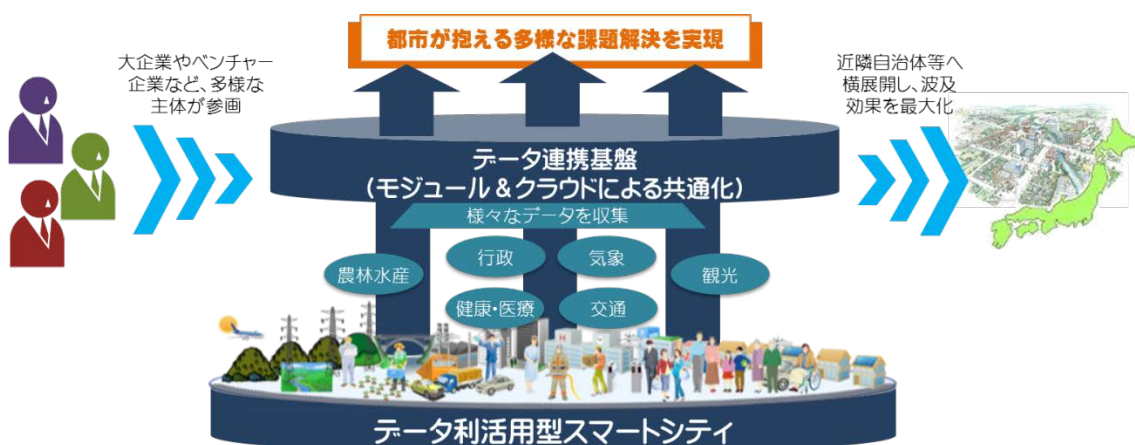 都市が抱える多様な課題解決を実現
大企業やベンチャー
企業など、多様な
主体が参画
近隣自治体等へ
横展開し、波及
効果を最大化
データ連携基盤
(モジュール&クラウドによる共通化)
様々なデータを収集
農林水産
行政
気象
観光
健康・医療
交通
データ利活用型スマートシティ